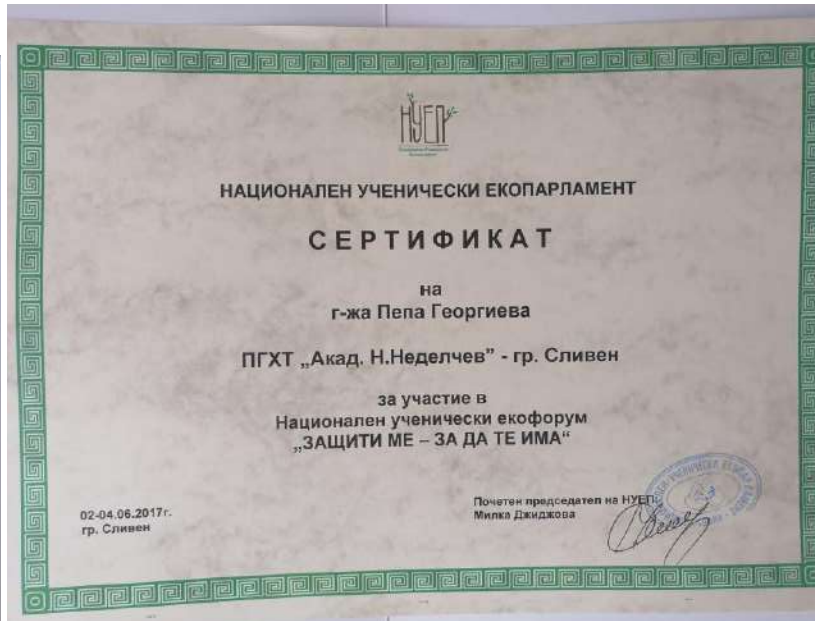 НУЕП
НАЦИОНАЛЕН УЧЕНИЧЕСКИ ЕКОПАРЛАМЕНТ
СЕРТИФИКАТ
на
г-жа Пепа Георгиева
ПГХТ „Акад. Н.Неделчев” - гр. Сливен
за участие в
Национален ученически екофорум
„ЗАЩИТИ МЕ – ЗА ДА ТЕ ИМА“
02-04.06.2017г.
гр. Сливен
Почетен председател на НУЕП:
Милка Джиджова